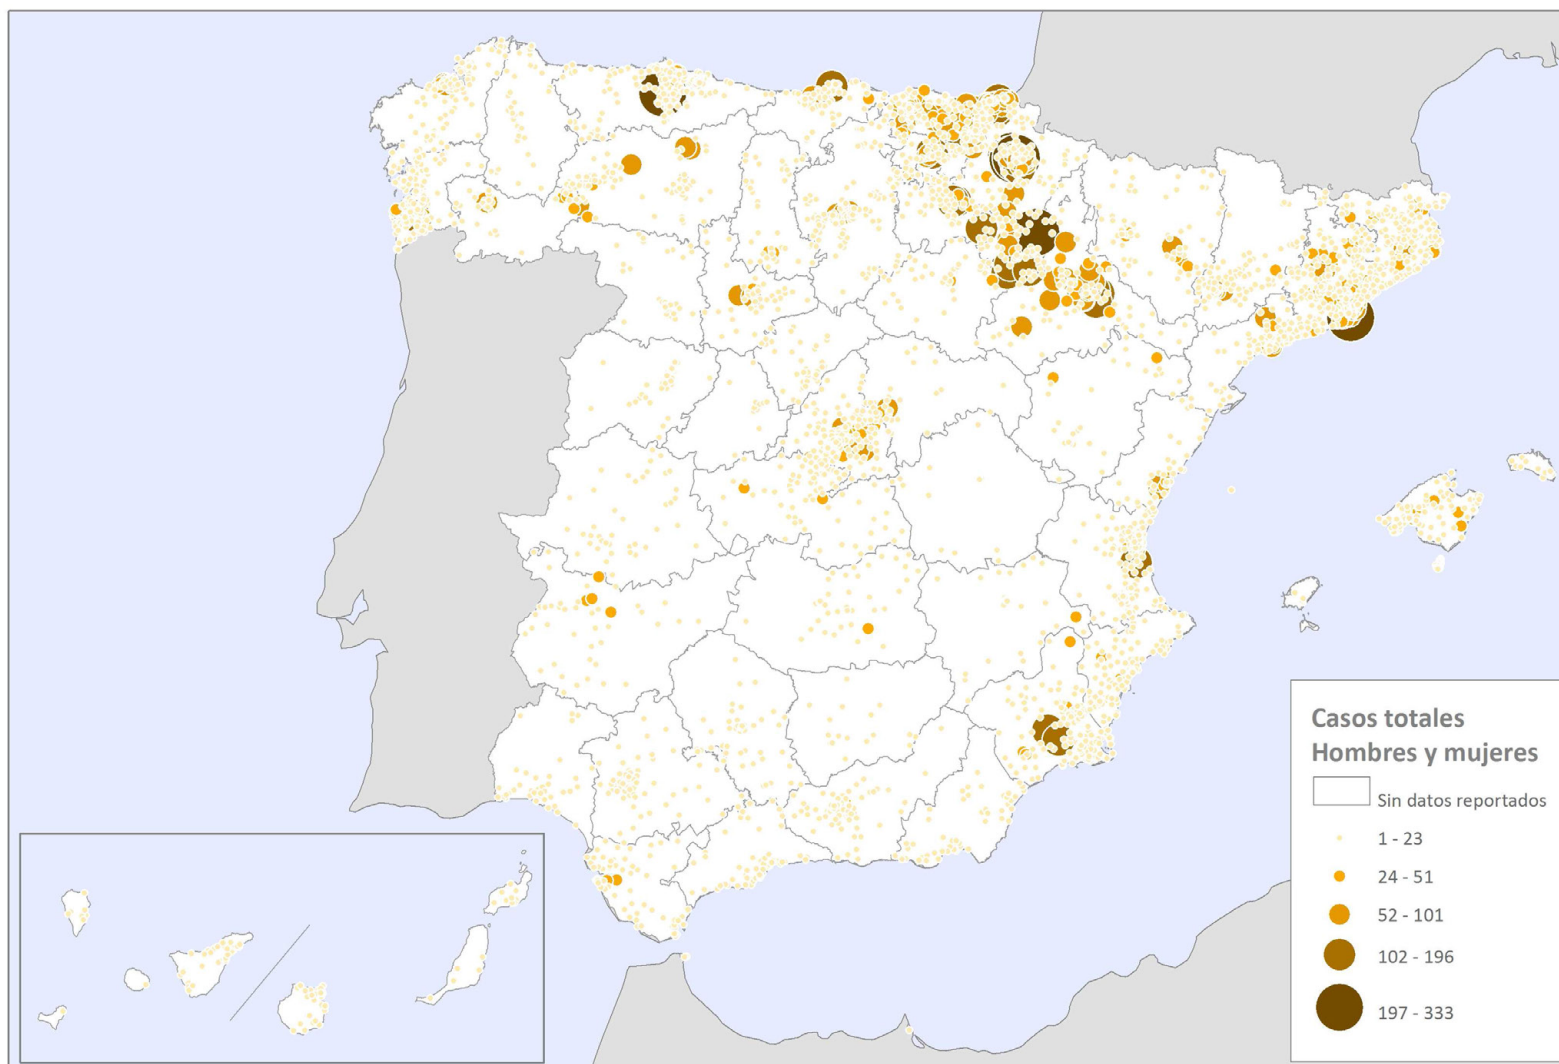 Casos totales
Hombres y mujeres
Sin datos reportados
1 - 23
24 - 51
52 - 101
102 - 196
197 - 333